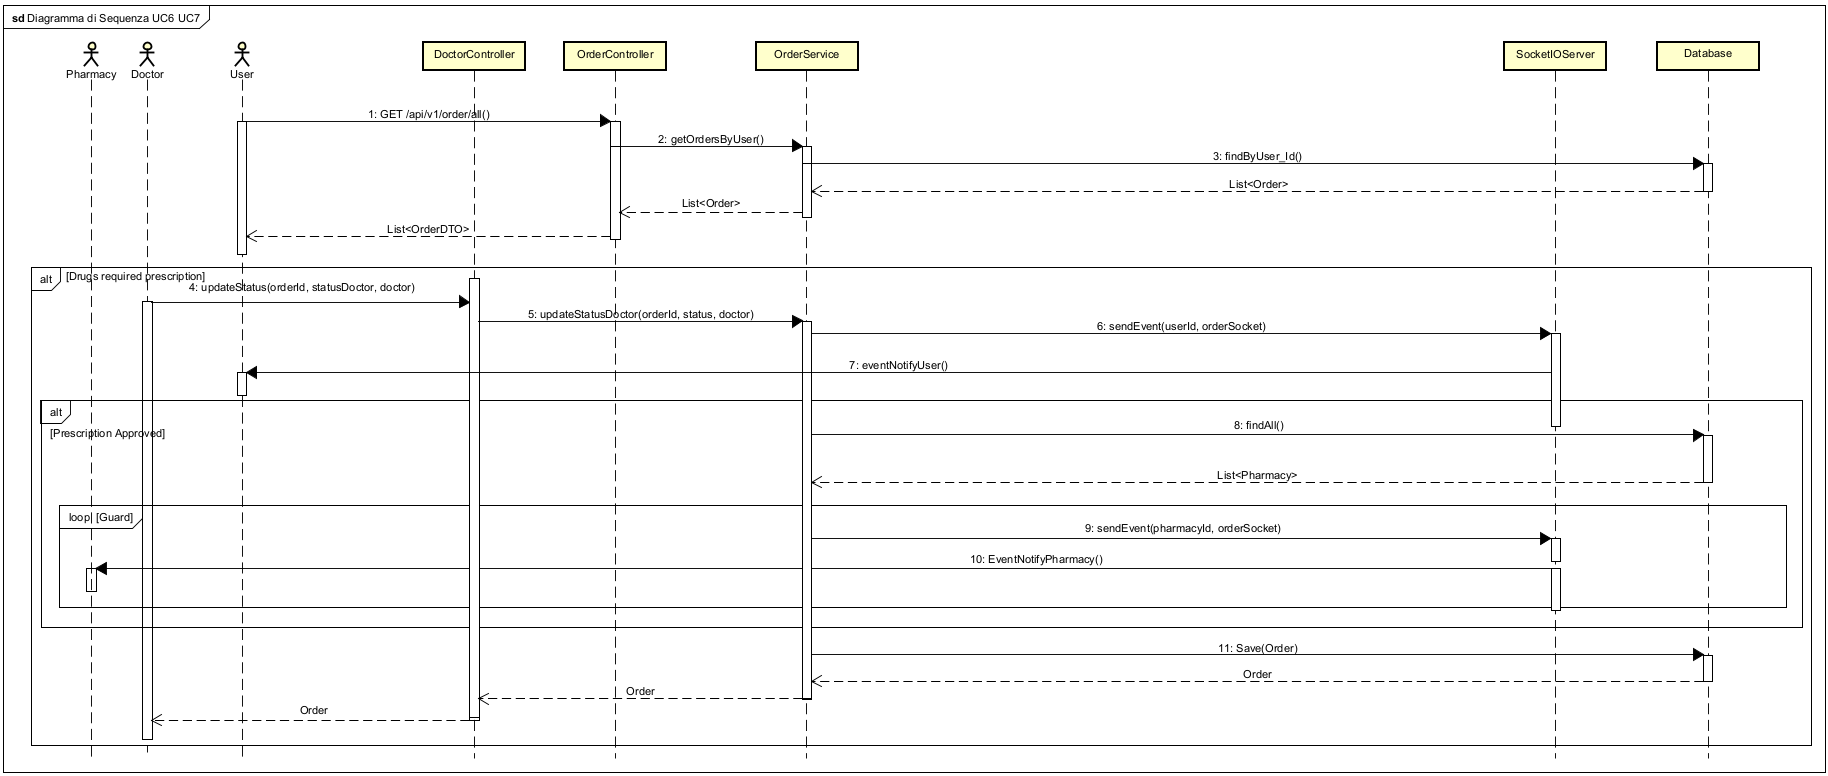 sd Diagramma di Sequenza UC6 UC7
Pharmacy
Doctor
User
DoctorController
OrderController
OrderService
SocketIOServer
Database
1: GET /api/v1/order/all()
2: getOrdersByUser()
3: findByUser_Id()
List<Order>
List<Order>
List<OrderDTO>
alt
[Drugs required prescription]
4: updateStatus(orderId, statusDoctor, doctor)
5: updateStatusDoctor(orderId, status, doctor)
6: sendEvent(userId, orderSocket)
7: eventNotifyUser()
alt
[Prescription Approved]
8: findAll()
List<Pharmacy>
loop [Guard]
9: sendEvent(pharmacyId, orderSocket)
10: EventNotifyPharmacy()
11: Save(Order)
Order
Order
Order